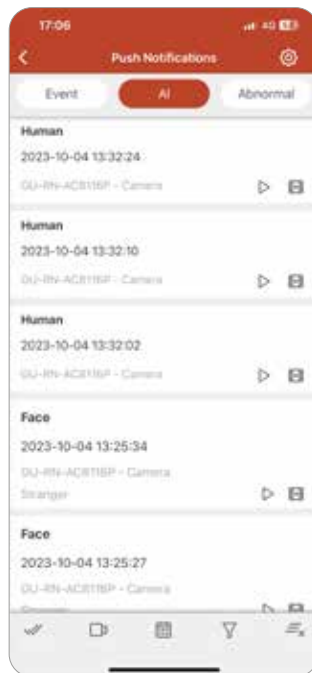 17:06
4G
Push Notifications
Event
AI
Abnormal
Human
2023-10-04 13:32:24
GU-RN-AC8116P - Camera
Human
2023-10-04 13:32:10
GU-RN-AC8116P - Camera
Human
2023-10-04 13:32:02
GU-RN-AC8116P - Camera
Face
2023-10-04 13:25:34
GU-RN-AC8116P - Camera
Stranger
Face
2023-10-04 13:25:27
GU-RN-AC8116P - Camera